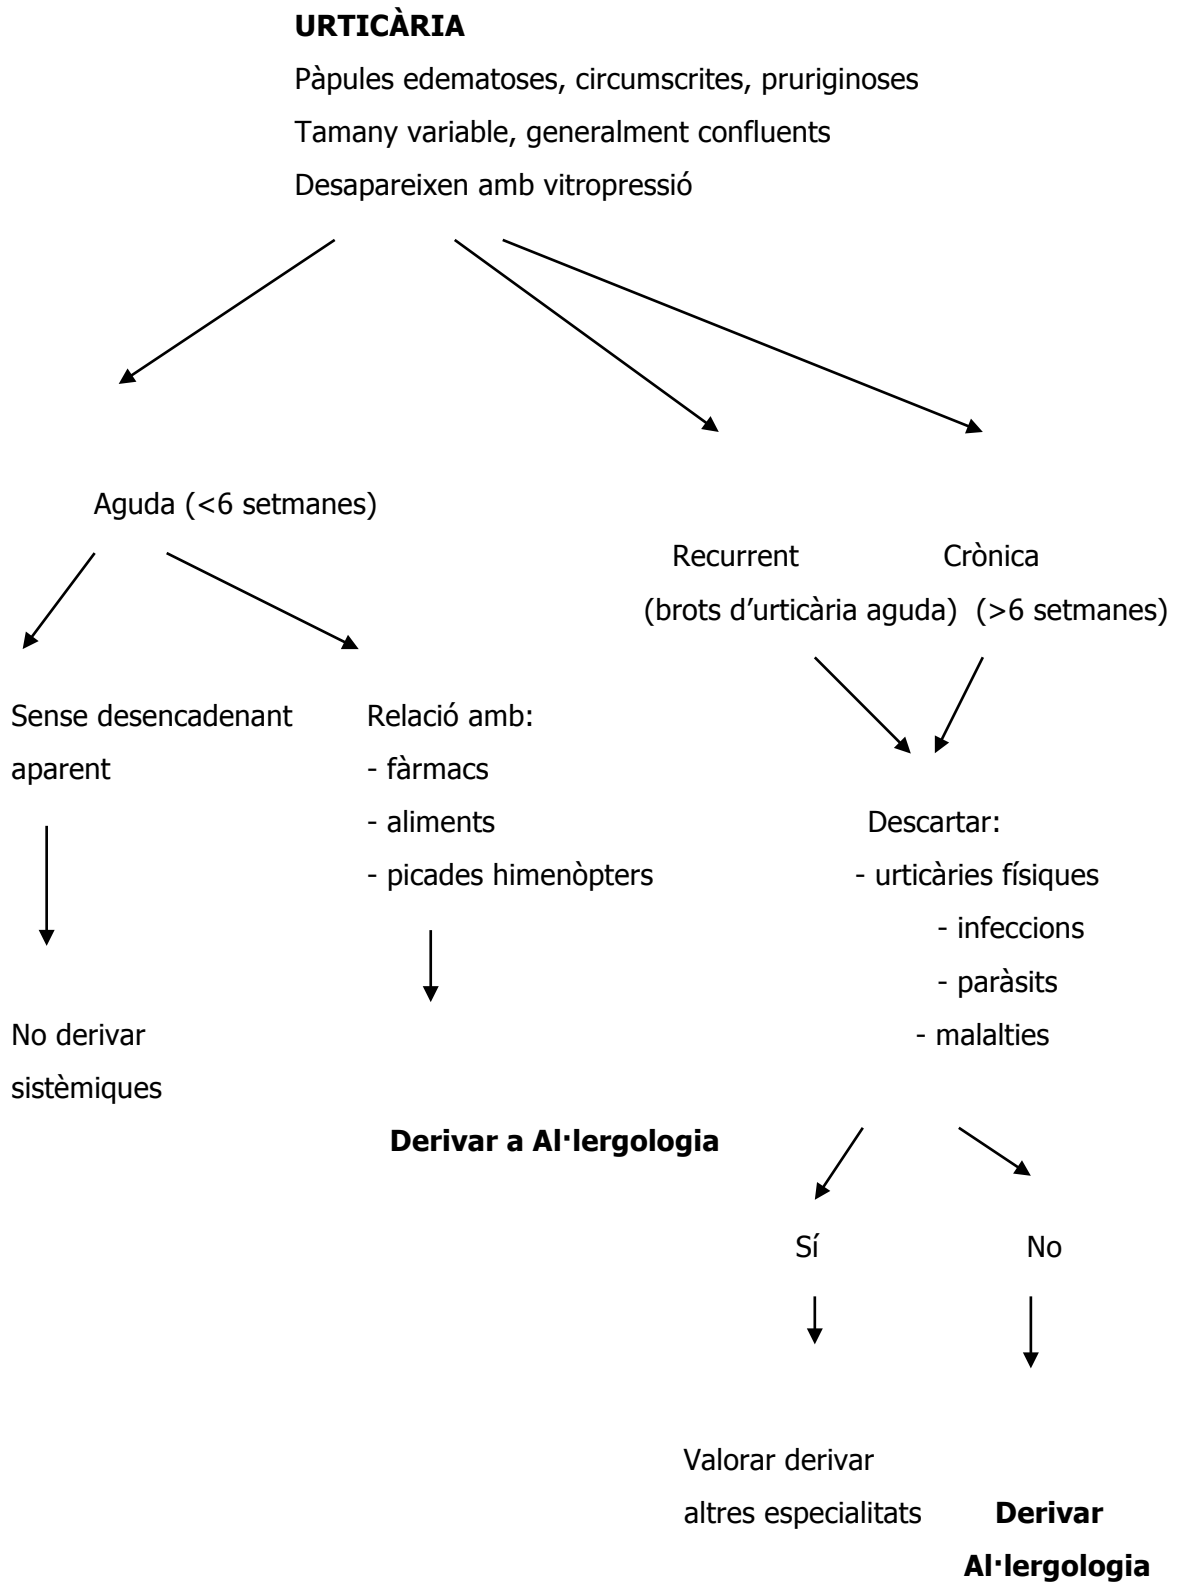 URTICÀRIA
Pàpules edematoses, circumscrites, pruriginoses
Tamany variable, generalment confluents
Desapareixen amb vitropressió
Aguda (<6 setmanes)
Recurrent Crònica
(brots d’urticària aguda) (>6 setmanes)
Sense desencadenant Relació amb:
aparent - fàrmacs
- aliments Descartar:
- picades himenòpters - urticàries físiques
- infeccions
- paràsits
No derivar - malalties
sistèmiques
Derivar a Al·lergologia
Sí No
Valorar derivar
altres especialitats Derivar
Al·lergologia